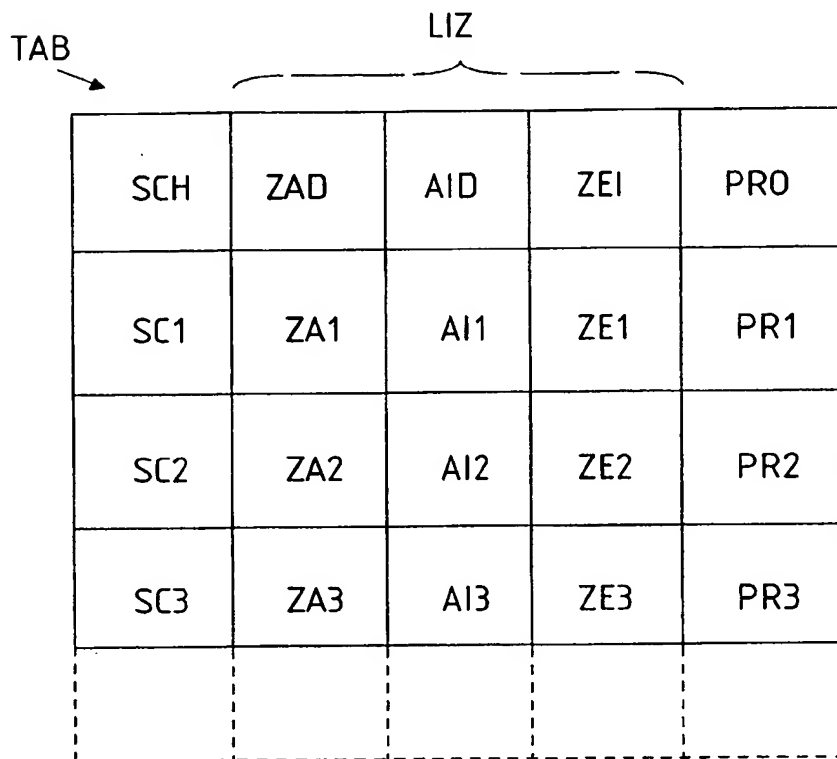 LIZ
TAB
SCH ZAD AID ZEI PRO
SC1 ZA1 AI1 ZE1 PR1
SC2 ZA2 AI2 ZE2 PR2
SC3 ZA3 AI3 ZE3 PR3